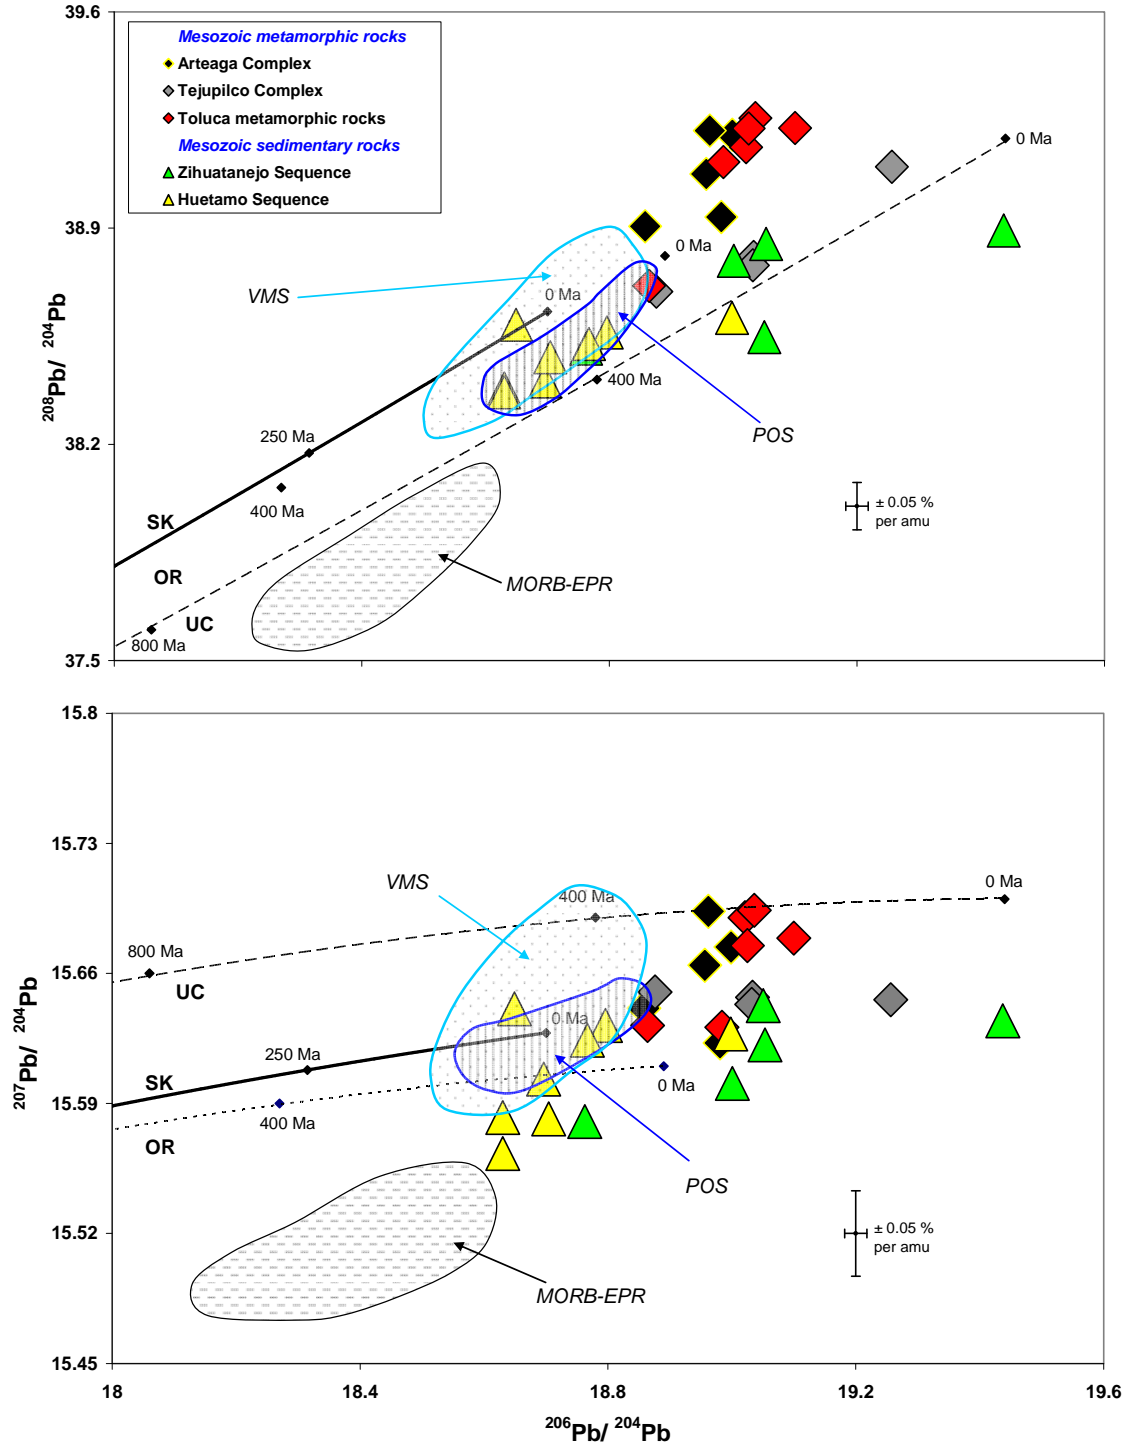 39.6
Mesozoic metamorphic rocks
Arteaga Complex
Tejupilco Complex
Toluca metamorphic rocks
Mesozoic sedimentary rocks
Zihuatanejo Sequence
Huetamo Sequence
0 Ma
38.9
0 Ma
VMS
0 Ma
208Pb/ 204Pb
400 Ma
POS
250 Ma
38.2
400 Ma
SK
± 0.05 %
per amu
OR
MORB-EPR
UC
800 Ma
37.5
15.8
15.73
VMS
400 Ma
0 Ma
800 Ma
15.66
UC
207Pb/ 204Pb
0 Ma
250 Ma
SK
0 Ma
15.59
400 Ma
OR
POS
15.52
± 0.05 %
per amu
MORB-EPR
15.45
18
18.4
18.8
19.2
19.6
206Pb/ 204Pb